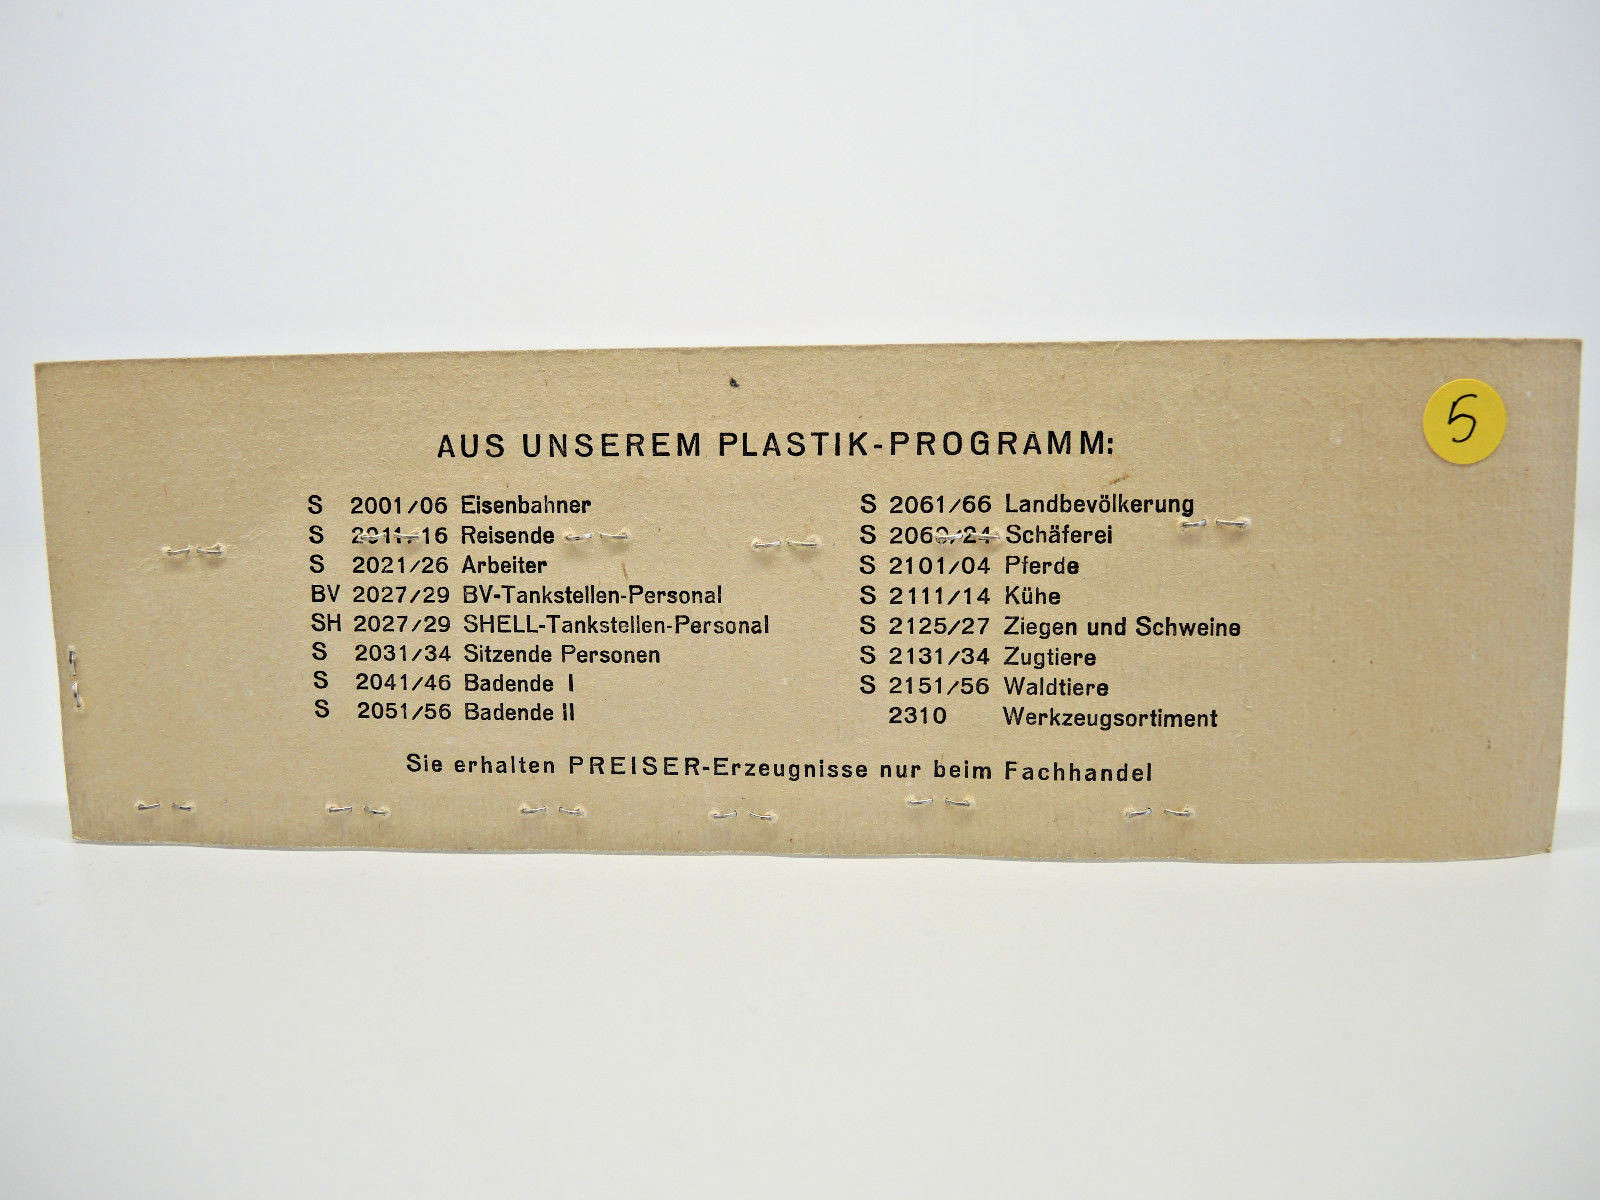 5
AUS UNSEREM PLASTIK-PROGRAMM:
S 2001/06 Eisenbahner
S 2011/16 Reisende
S 2021/26 Arbeiter
BV 2027/29 BV-Tankstellen-Personal
SH 2027/29 SHELL-Tankstellen-Personal
S 2031/34 Sitzende Personen
S 2041/46 Badende I
S 2051/56 Badende II
S 2061/66 Landbevölkerung
S Schäferei
S 2101/04 Pferde
S 2111/14 Kühe
S 2125/27 Ziegen und Schweine
S 2131/34 Zugtiere
S 2151/56 Waldtiere
2310 Werkzeugsortiment
Sie erhalten PREISER-Erzeugnisse nur beim Fachhandel